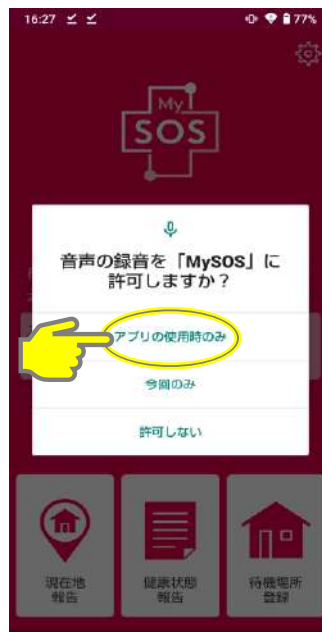 16:27
77%
My
SOS
音声の録音を「MySOS」に
許可しますか？
アプリの使用時のみ
今回のみ
許可しない
現在地
報告
健康状態
報告
待機場所
登録